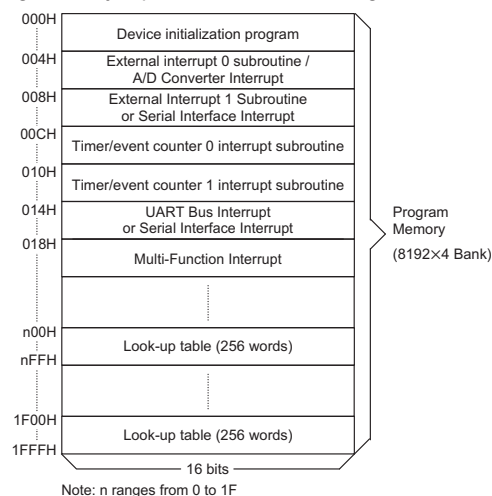 000H
Device initialization program
004H
External interrupt 0 subroutine /
A/D Converter Interrupt
008H
External Interrupt 1 Subroutine
or Serial Interface Interrupt
00CH
Timer/event counter 0 interrupt subroutine
010H
Timer/event counter 1 interrupt subroutine
014H
UART Bus Interrupt
or Serial Interface Interrupt
018H
Multi-Function Interrupt
Program
Memory
(8192×4 Bank)
n00H
Look-up table (256 words)
nFFH
1F00H
Look-up table (256 words)
1FFFH
16 bits
Note: n ranges from 0 to 1F